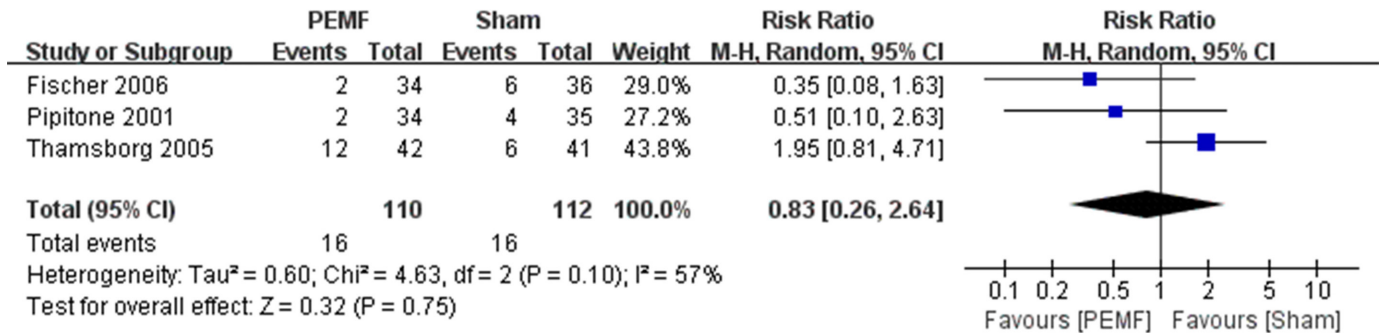 PEMF Sham Risk Ratio Risk Ratio
Study or Subgroup Events Total Events Total Weight M-H, Random, 95% CI M-H, Random, 95% CI
Fischer 2006 2 34 6 36 29.0% 0.35 [0.08, 1.63]
Pipitone 2001 2 34 4 35 27.2% 0.51 [0.10, 2.63]
Thamsborg 2005 12 42 6 41 43.8% 1.95 [0.81, 4.71]
Total (95% CI) 110 112 100.0% 0.83 [0.26, 2.64]
Total events 16 16
Heterogeneity: Tau² = 0.60; Chi² = 4.63, df = 2 (P = 0.10); I² = 57%
Test for overall effect: Z = 0.32 (P = 0.75)
0.1 0.2 0.5 1 2 5 10
Favours [PEMF] Favours [Sham]